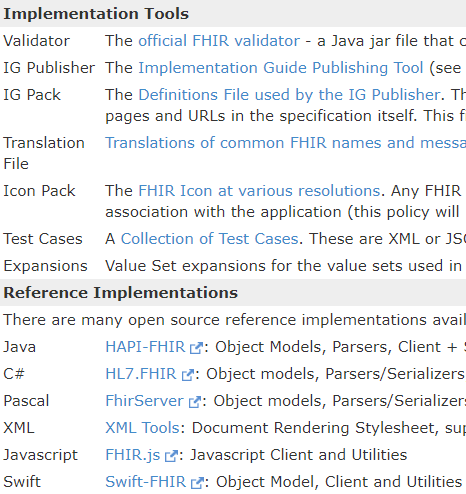 Implementation Tools
Validator The official FHIR validator - a Java jar file that
IG Publisher The Implementation Guide Publishing Tool (see
IG Pack The Definitions File used by the IG Publisher.
pages and URLs in the specification itself. This
Translation Translations of common FHIR names and
File
Icon Pack The FHIR Icon at various resolutions. Any FHIR
association with the application (this policy will
Test Cases A Collection of Test Cases. These are XML or
Expansions Value Set expansions for the value sets used in
Reference Implementations
There are many open source reference implementations
Java HAPI-FHIR: Object Models, Parsers, Client +
C# HL7.FHIR: Object models, Parsers/Serializers
Pascal FhirServer: Object models, Parsers/Serializers
XML XML Tools: Document Rendering Stylesheet,
Javascript FHIR.js: Javascript Client and Utilities
Swift Swift-FHIR: Object Model, Client and Utilities